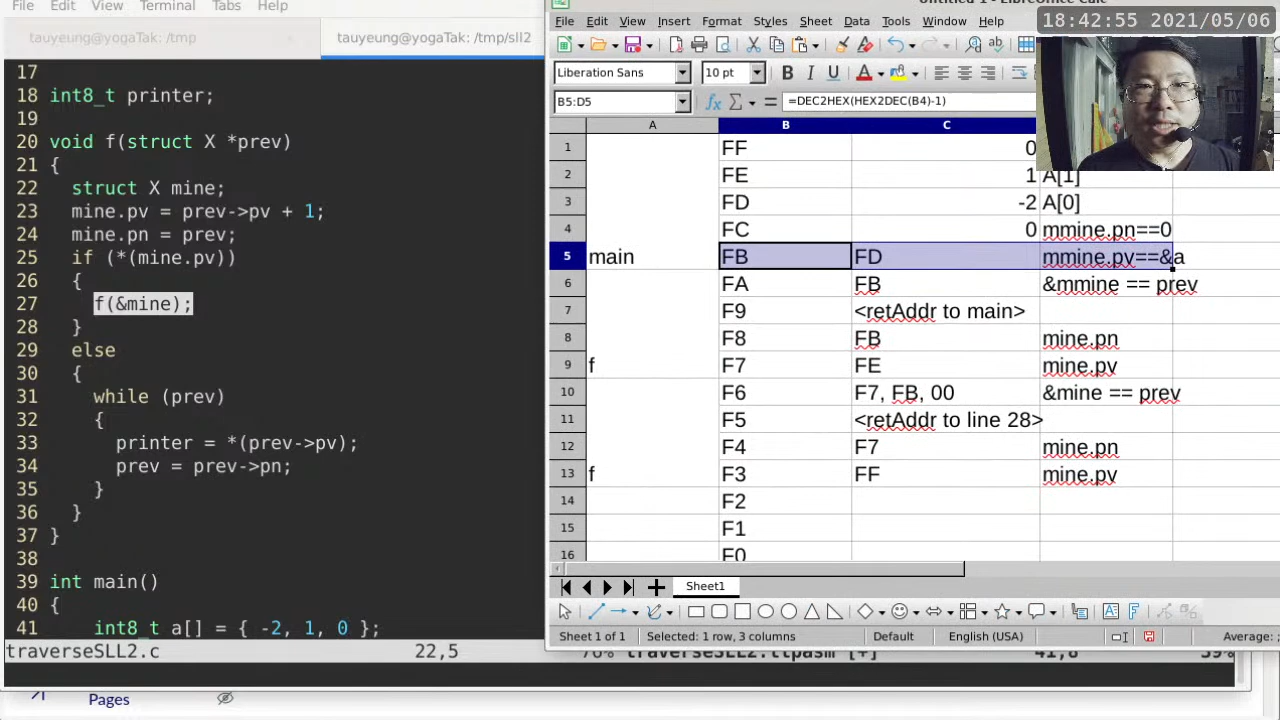 File Edit View Terminal Tabs Help
tauyeung@yogaTak: /tmp
tauyeung@yogaTak: /tmp/sll2
17
18 int8_t printer;
19
20 void f(struct X *prev)
21 {
22 struct X mine;
23 mine.pv = prev->pv + 1;
24 mine.pn = prev;
25 if (*(mine.pv))
26 {
27 f(&mine);
28 }
29 else
30 {
31 while (prev)
32 {
33 printer = *(prev->pv);
34 prev = prev->pn;
35 }
36 }
37 }
38
39 int main()
40 {
41 int8_t a[] = { -2, 1, 0 };
traverseSLL2.c 22,5 70% traverseSLL2.ttpasm [+] 41,8 59%
Pages
Untitled 1 - LibreOffice Calc
18:42:55 2021/05/06
File Edit View Insert Format Styles Sheet Data Tools Window Help
Liberation Sans 10 pt B I U A
B5:D5 fx Σ = =DEC2HEX(HEX2DEC(B4)-1)
A B C
1 FF 0
2 FE 1 A[1]
3 FD -2 A[0]
4 FC 0 mmine.pn==0
5 main FB FD mmine.pv==&a
6 FA FB &mmine == prev
7 F9 <retAddr to main>
8 F8 FB mine.pn
9 f F7 FE mine.pv
10 F6 F7, FB, 00 &mine == prev
11 F5 <retAddr to line 28>
12 F4 F7 mine.pn
13 f F3 FF mine.pv
14 F2
15 F1
16 F0
Sheet1
Sheet 1 of 1 Selected: 1 row, 3 columns Default English (USA) Average: